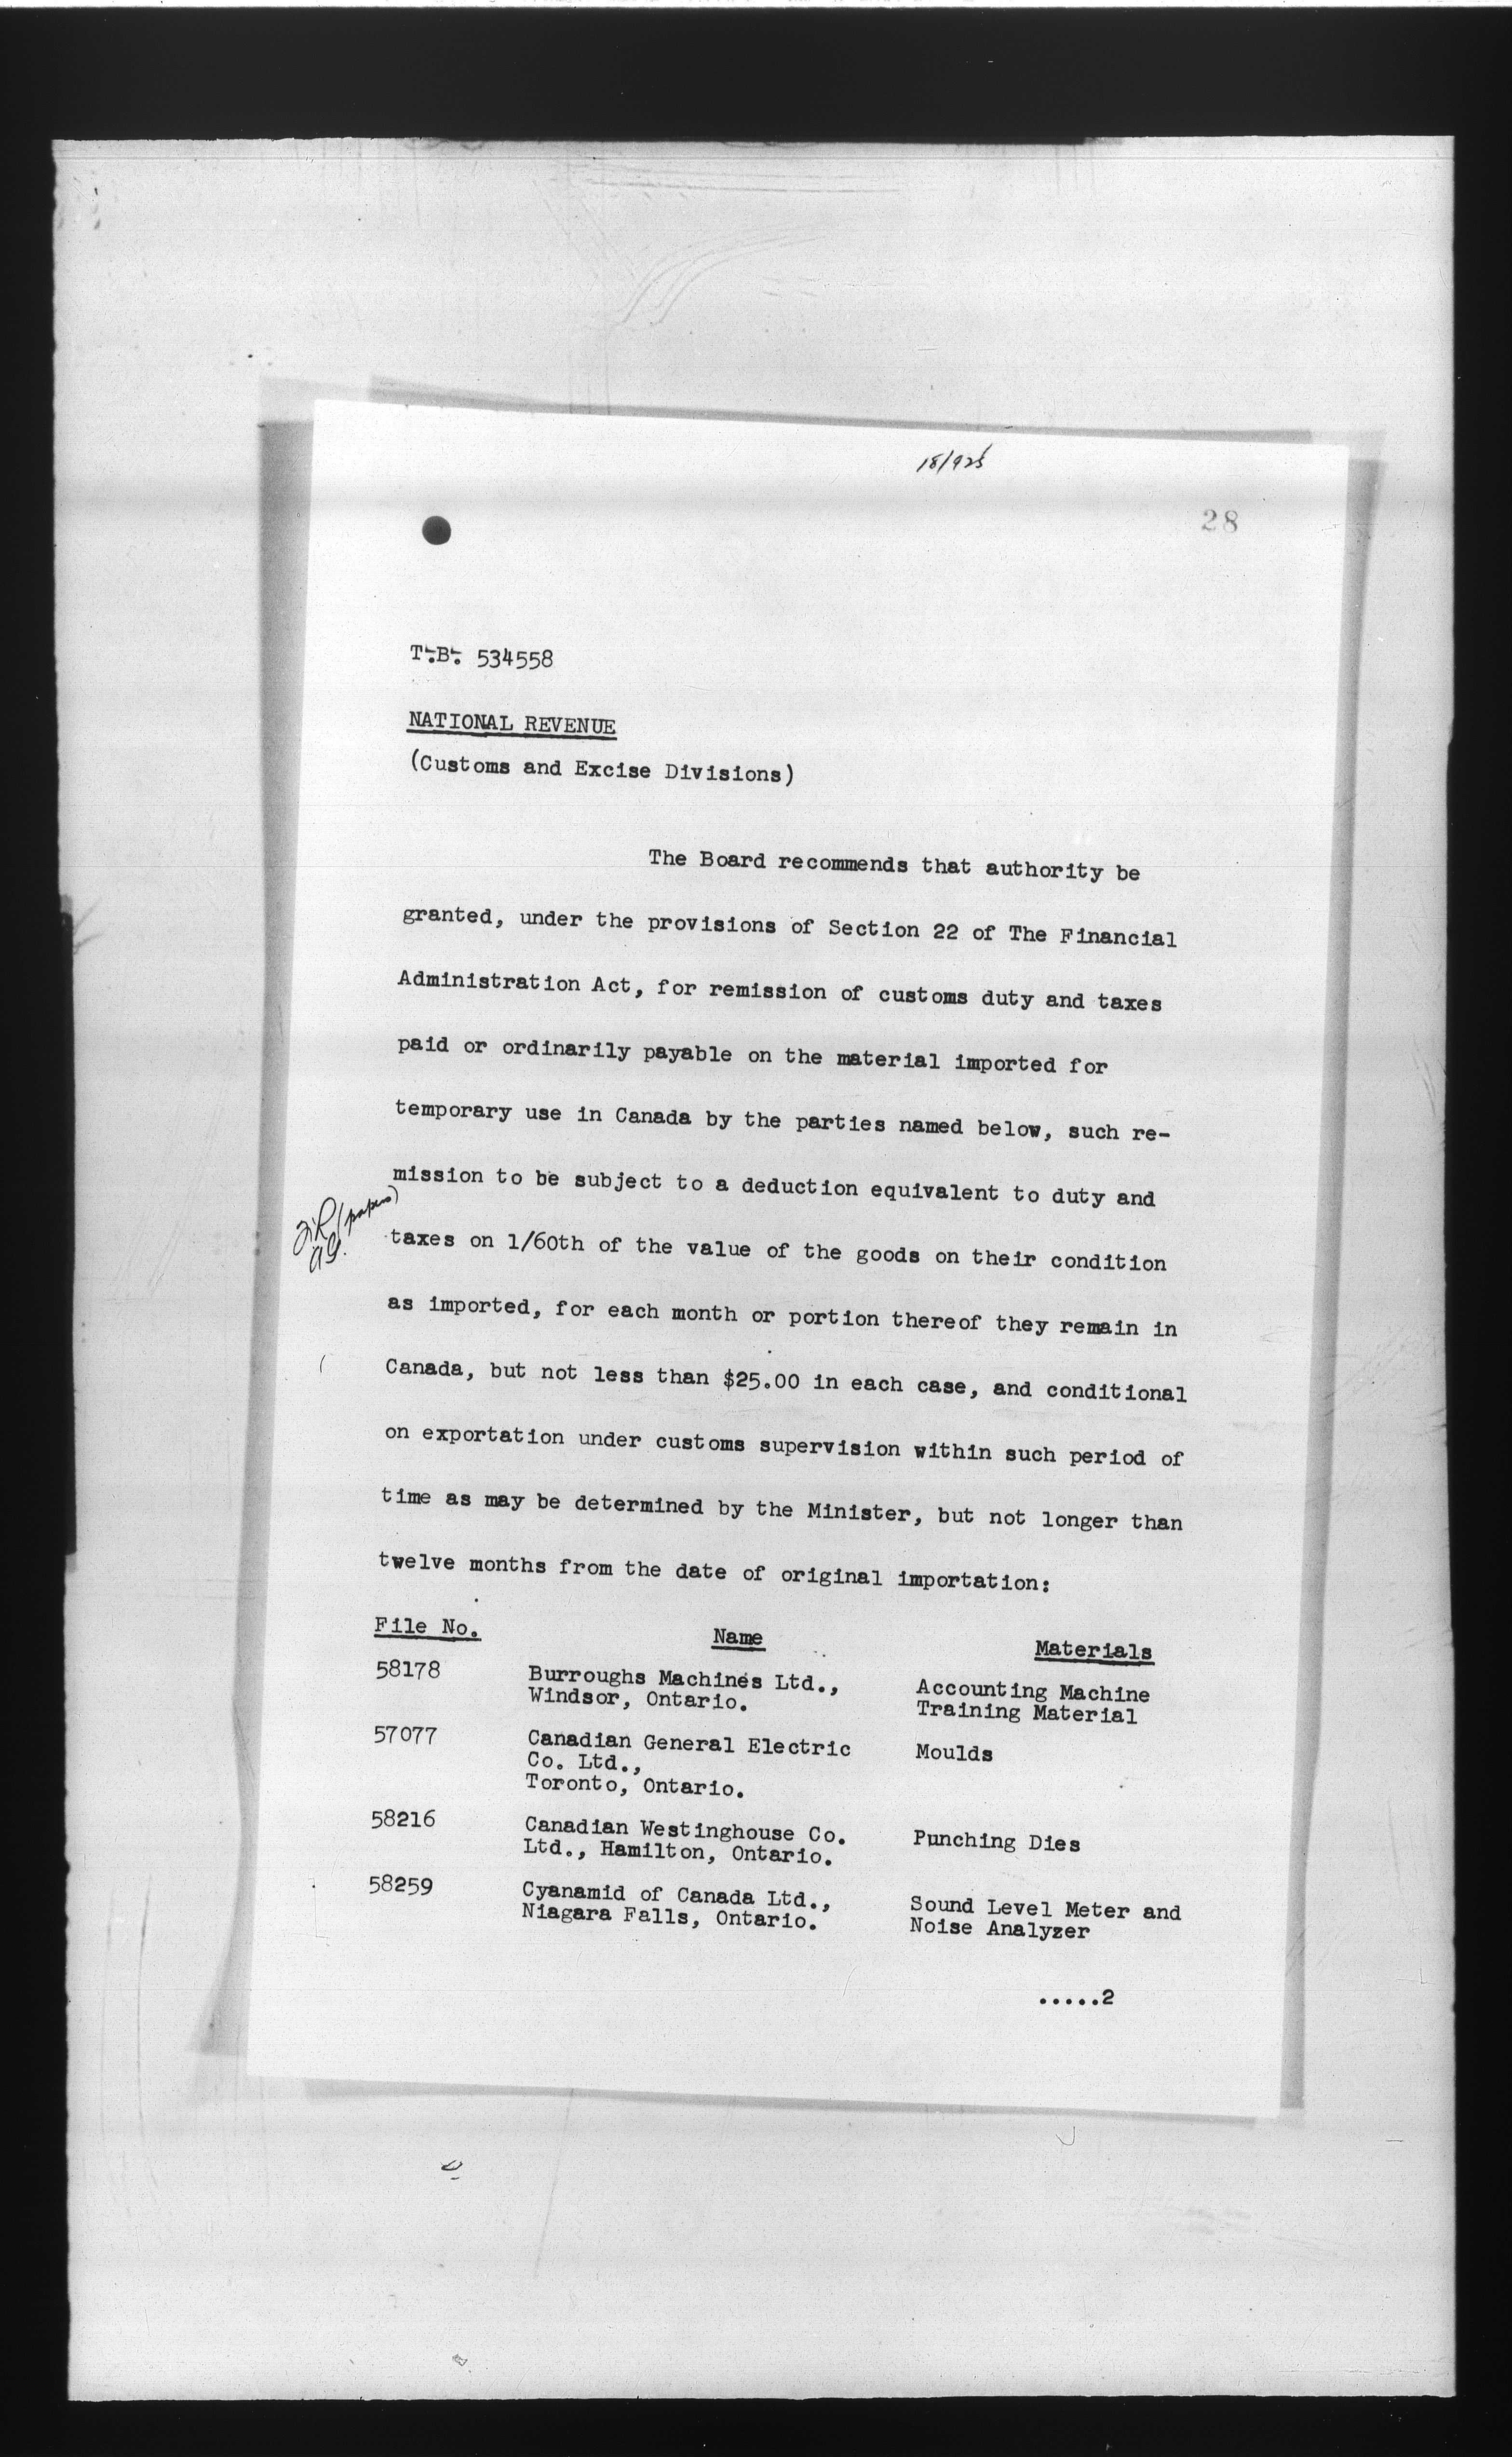 28
T.B. 534558
NATIONAL REVENUE
(Customs and Excise Divisions)
The Board recommends that authority be
granted, under the provisions of Section 22 of The Financial
Administration Act, for remission of customs duty and taxes
paid or ordinarily payable on the material imported for
temporary use in Canada by the parties named below, such re-
mission to be subject to a deduction equivalent to duty and
(papers)
taxes on 1/60th of the value of the goods on their condition
as imported, for each month or portion thereof they remain in
Canada, but not less than $25.00 in each case, and conditional
on exportation under customs supervision within such period of
time as may be determined by the Minister, but not longer than
twelve months from the date of original importation:
File No. Name Materials
58178 Burroughs Machines Ltd., Accounting Machine
Windsor, Ontario. Training Material
57077 Canadian General Electric Moulds
Co. Ltd.,
Toronto, Ontario.
58216 Canadian Westinghouse Co. Punching Dies
Ltd., Hamilton, Ontario.
58259 Cyanamid of Canada Ltd., Sound Level Meter and
Niagara Falls, Ontario. Noise Analyzer
.....2